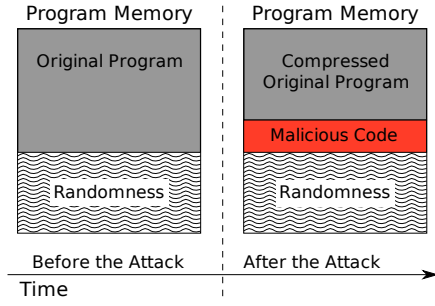 Program Memory
Original Program
Randomness
Before the Attack
Program Memory
Compressed
Original Program
Malicious Code
Randomness
After the Attack
Time